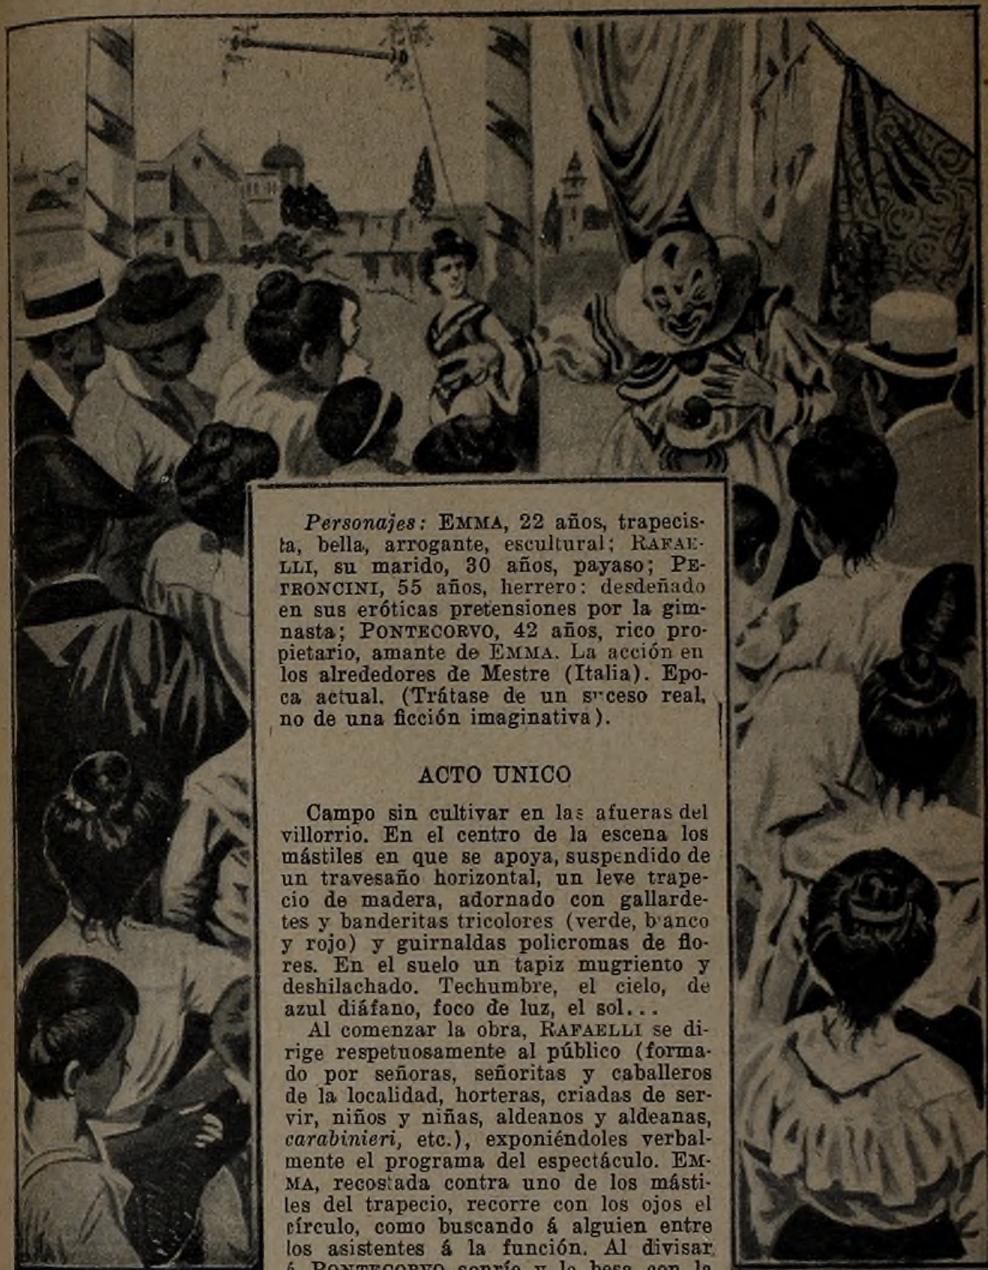 Personajes: EMMA, 22 años, trapecis-
ta, bella, arrogante, escultural; RAFAE-
LLI, su marido, 30 años, payaso; PE-
TRONCINI, 55 años, herrero: desdeñado
en sus eróticas pretensiones por la gim-
nasta; PONTECORVO, 42 años, rico pro-
pietario, amante de EMMA. La acción en
los alrededores de Mestre (Italia). Epo-
ca actual. (Trátase de un suceso real,
no de una ficción imaginativa).
ACTO UNICO
Campo sin cultivar en las afueras del
villorrio. En el centro de la escena los
mástiles en que se apoya, suspendido de
un travesaño horizontal, un leve trape-
cio de madera, adornado con gallarde-
tes y banderitas tricolores (verde, blanco
y rojo) y guirnaldas policromas de flo-
res. En el suelo un tapiz mugriento y
deshilachado. Techumbre, el cielo, de
azul diáfano, foco de luz, el sol...
Al comenzar la obra, RAFAELLI se di-
rige respetuosamente al público (forma-
do por señoras, señoritas y caballeros
de la localidad, horteras, criadas de ser-
vir, niños y niñas, aldeanos y aldeanas,
carabinieri, etc.), exponiéndoles verbal-
mente el programa del espectáculo. EM-
MA, recostada contra uno de los másti-
les del trapecio, recorre con los ojos el
círculo, como buscando á alguien entre
los asistentes á la función. Al divisar
á PONTECORVO sonríe y le besa con la